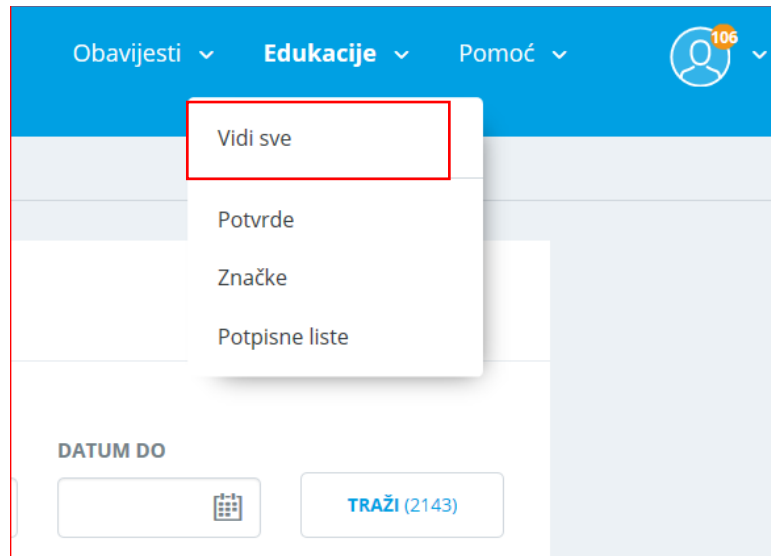 Obavijesti Edukacije Pomoć 106
Vidi sve
Potvrde
Značke
Potpisne liste
DATUM DO
TRAŽI (2143)